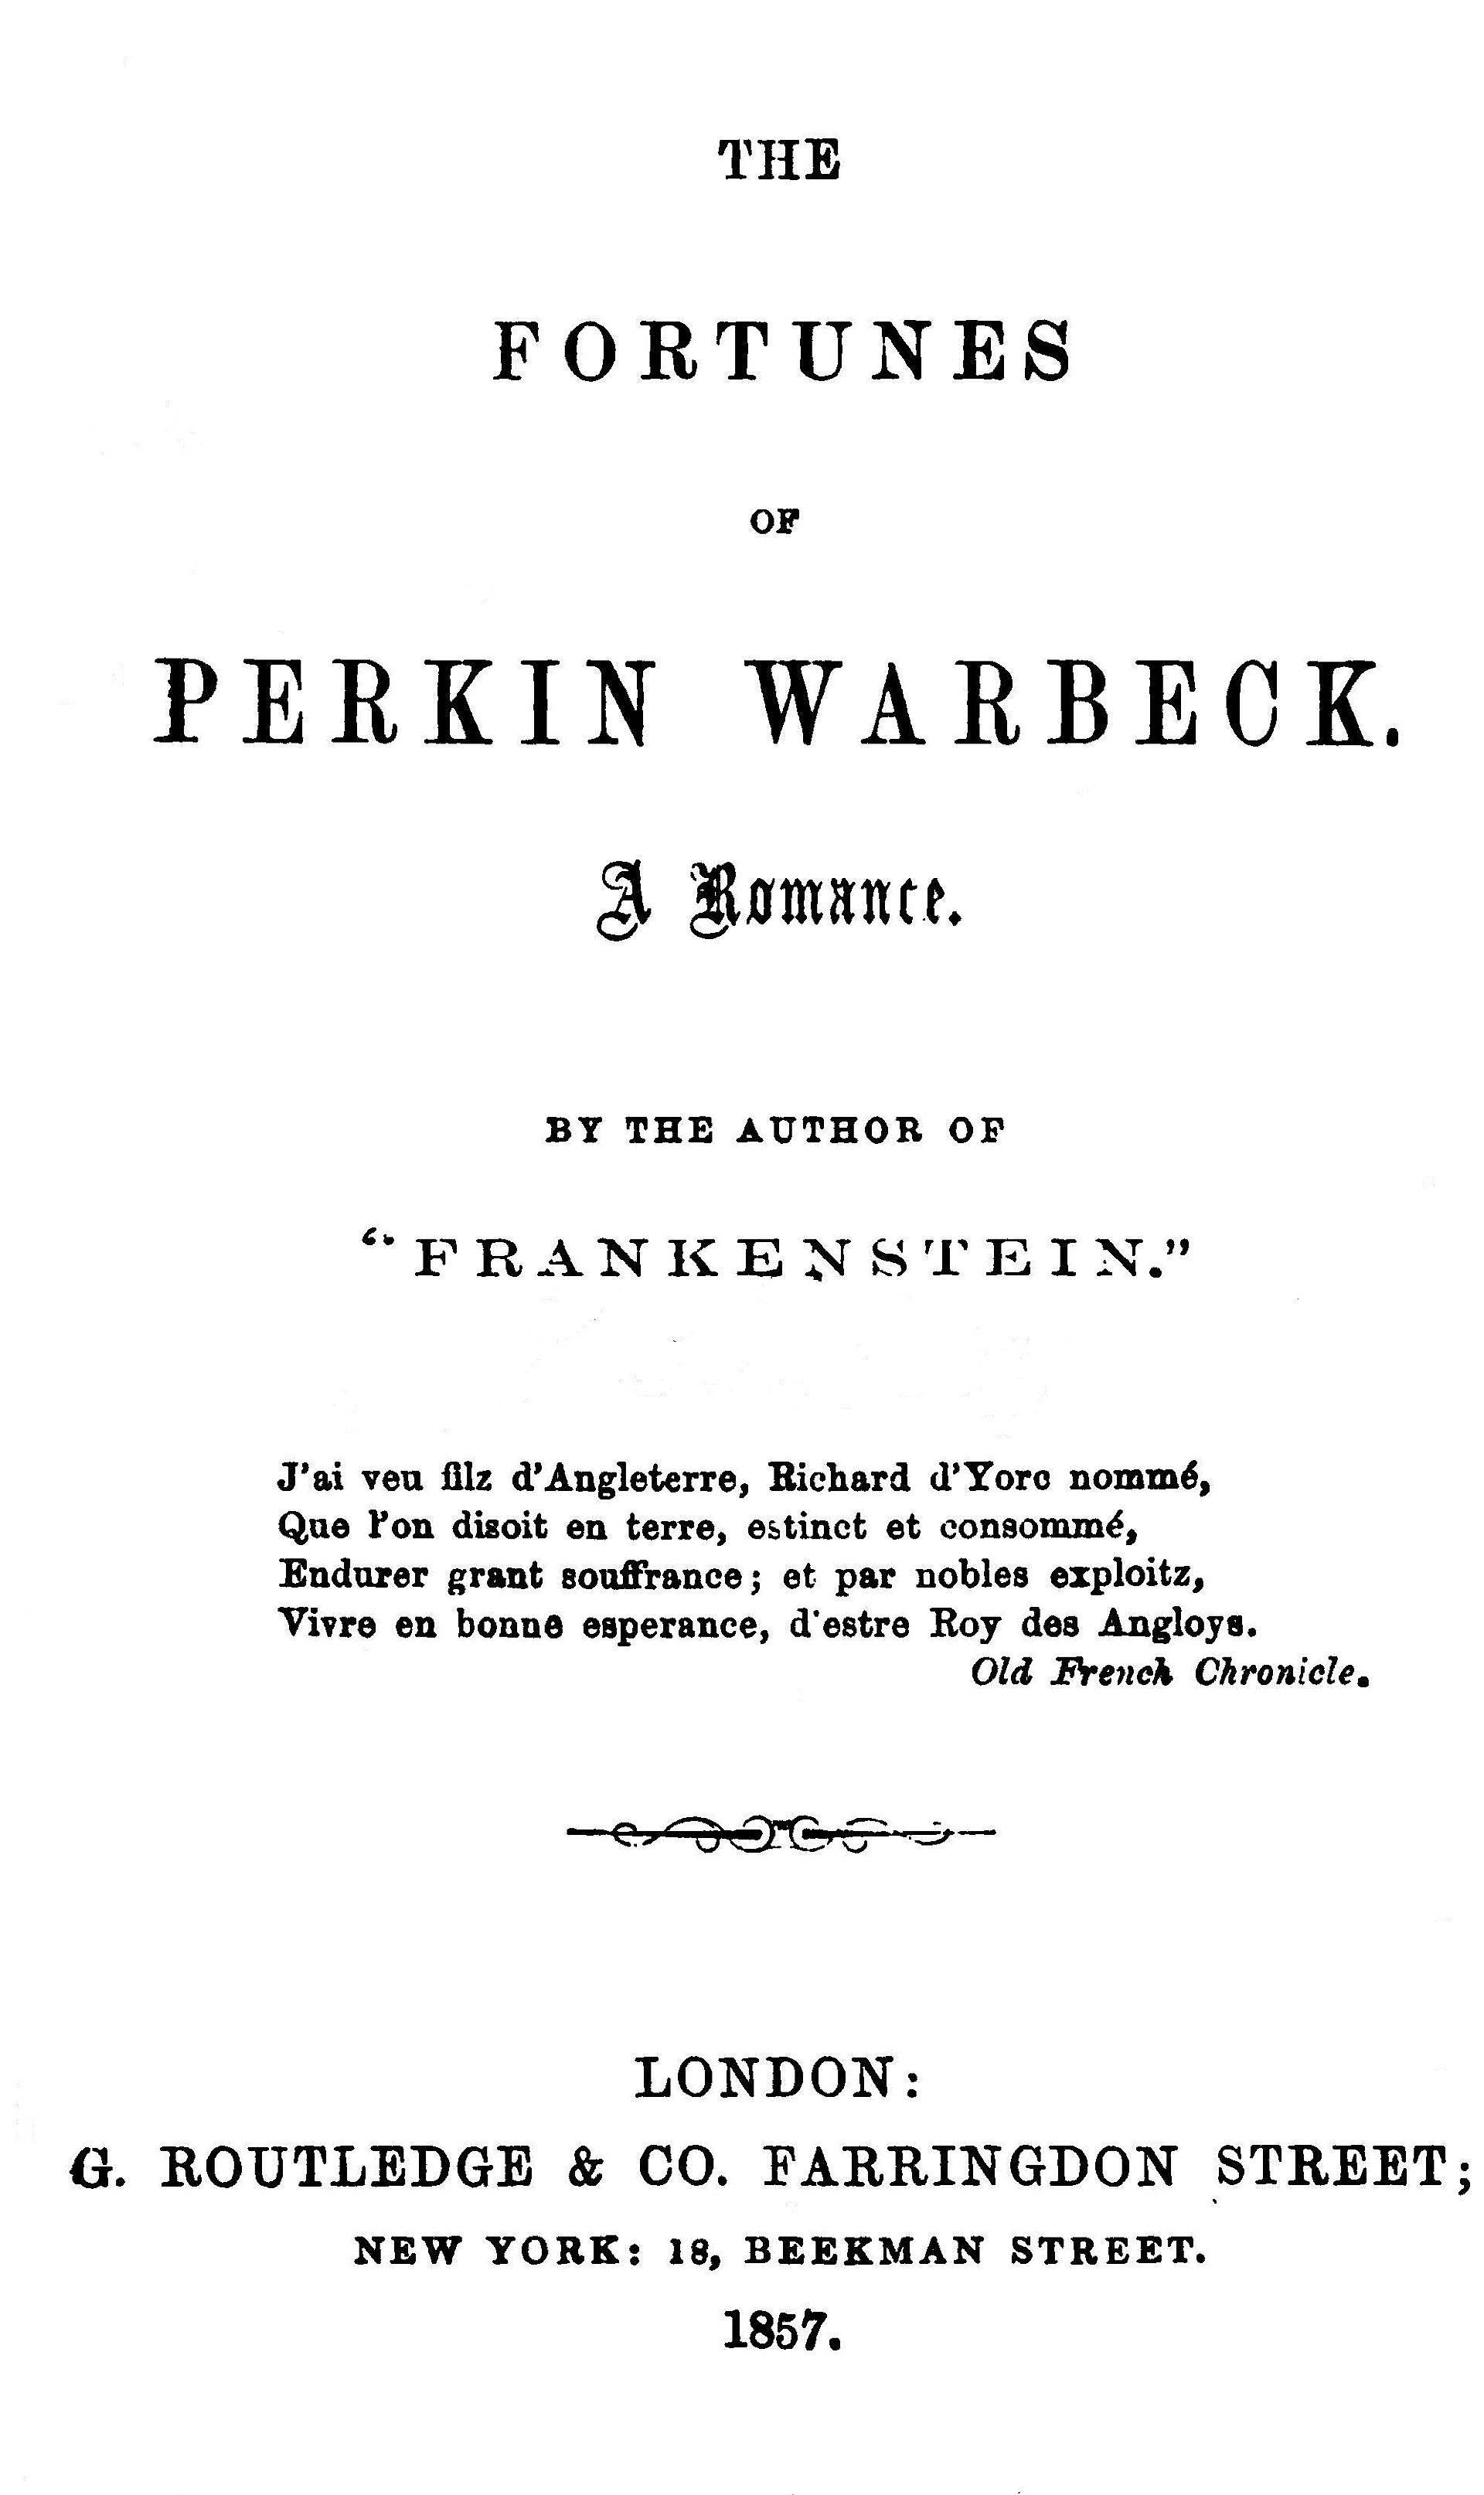 THE
FORTUNES
OF
PERKIN WARBECK.
A Romance.
BY THE AUTHOR OF
“FRANKENSTEIN.”
J’ai veu filz d’Angleterre, Richard d’Yorc nommé,
Que l’on disoit en terre, estinct et consommé,
Endurer grant souffrance; et par nobles exploitz,
Vivre en bonne esperance, d’estre Roy des Angloys.
Old French Chronicle.
LONDON:
G. ROUTLEDGE & CO. FARRINGDON STREET;
NEW YORK: 18, BEEKMAN STREET.
1857.